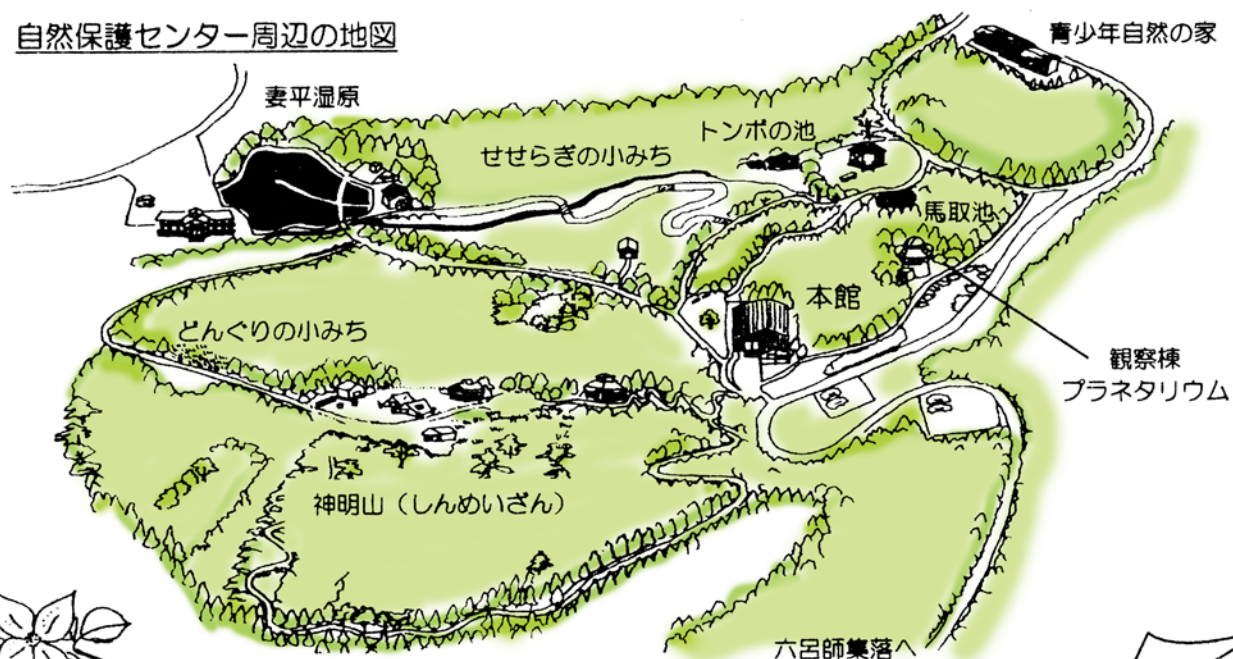 自然保護センター周辺の地図
青少年自然の家
妻平湿原
トンボの池
せせらぎの小みち
馬取池
本館
どんぐりの小みち
観察棟
プラネタリウム
神明山（しんめいざん）
六呂師集落へ